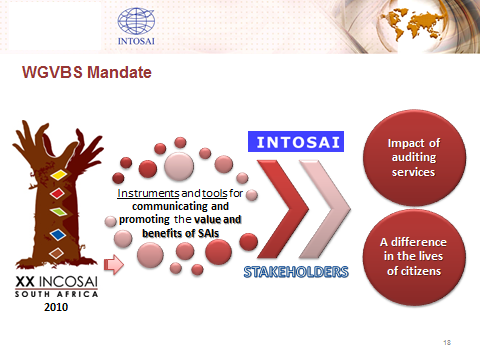 INTOSAI
WGVBS Mandate
XX INCOSAI
SOUTH AFRICA
2010
Instruments and tools for
communicating and
promoting the value and
benefits of SAIs
INTOSAI
STAKEHOLDERS
Impact of
auditing
services
A difference
in the lives
of citizens
18